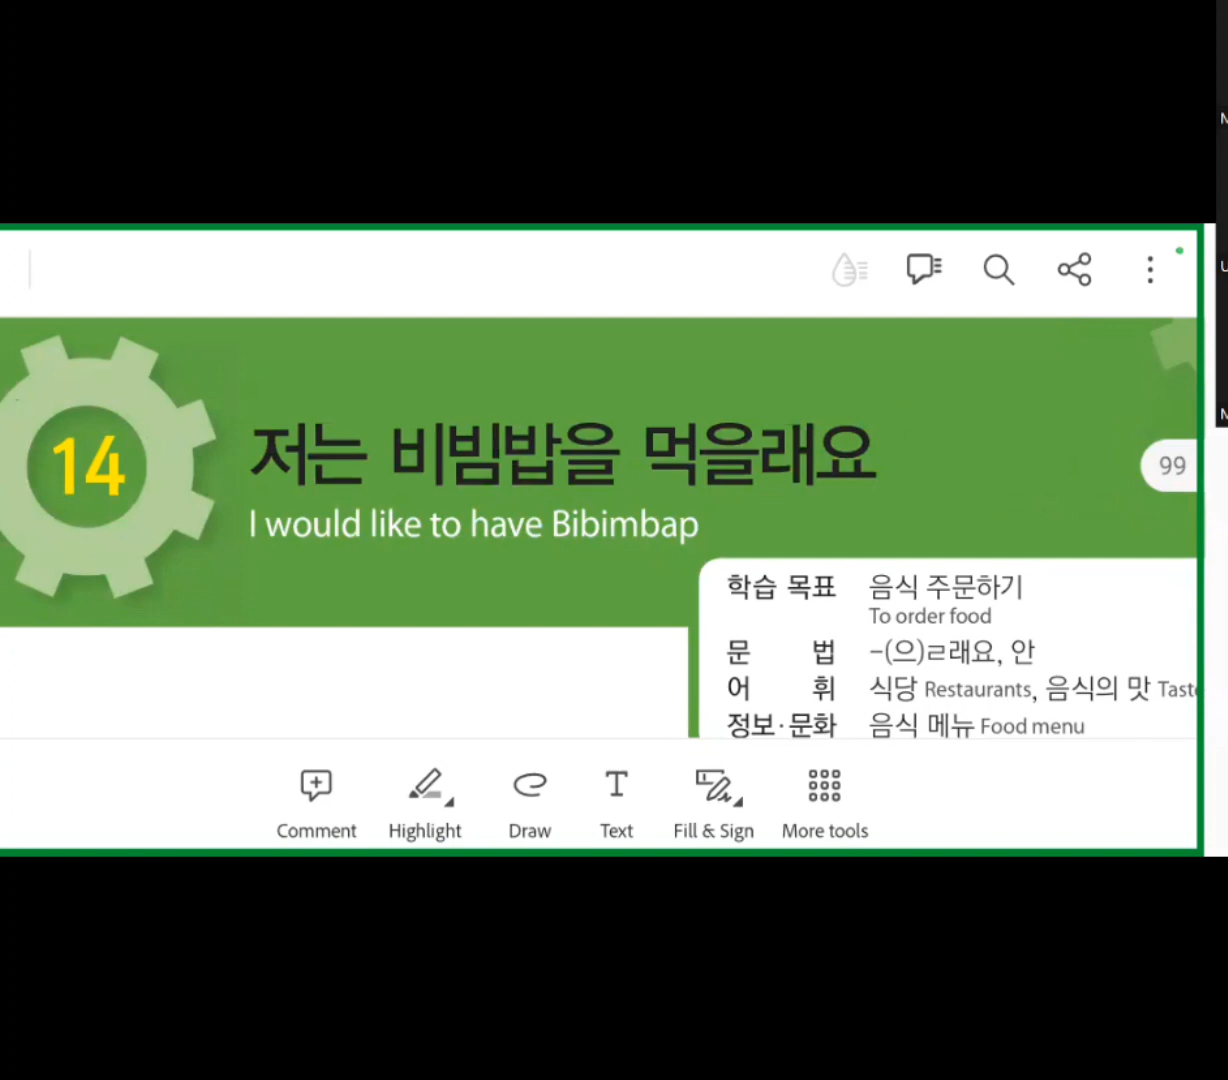 14
저는 비빔밥을 먹을래요
I would like to have Bibimbap
99
학습 목표 음식 주문하기
To order food
문 법 -(으)ㄹ래요, 안
어 휘 식당 Restaurants, 음식의 맛 Taste
정보·문화 음식 메뉴 Food menu
Comment Highlight Draw Text Fill & Sign More tools